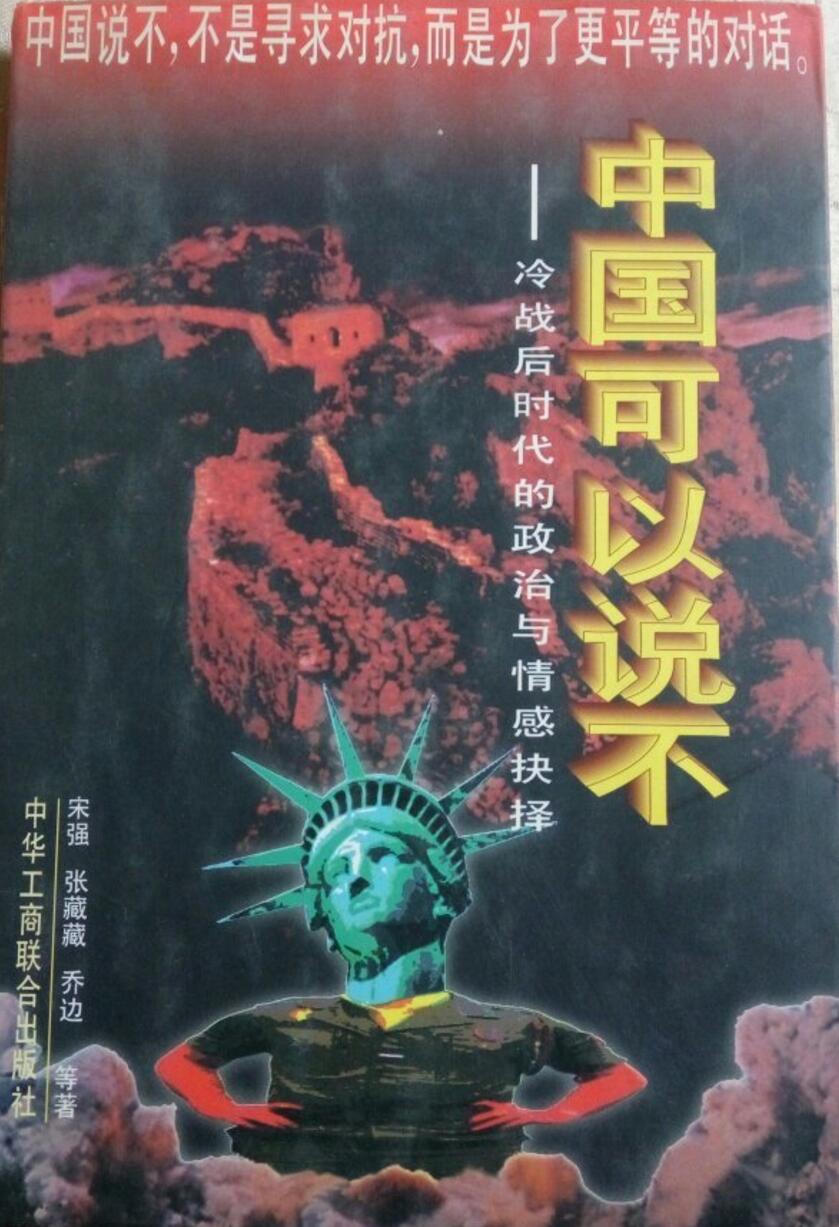 中国说不,不是寻求对抗,而是为了更平等的对话。
中国可以说不
——冷战后时代的政治与情感抉择
宋强 张藏藏 乔边 等著
中华工商联合出版社